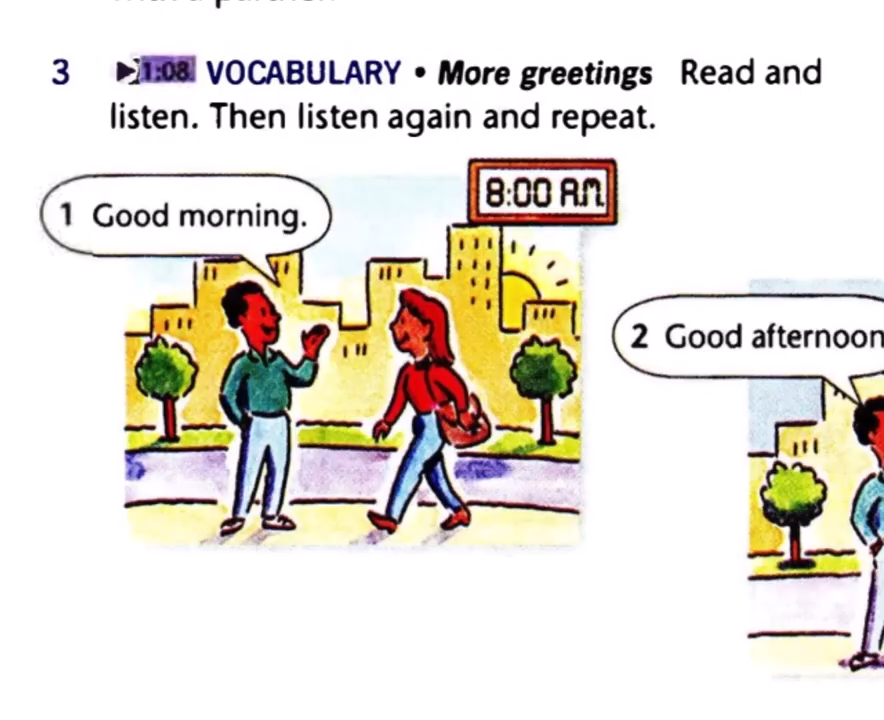 3 ▶1:08 VOCABULARY • More greetings Read and
listen. Then listen again and repeat.
8:00 AM
1 Good morning.
2 Good afternoon